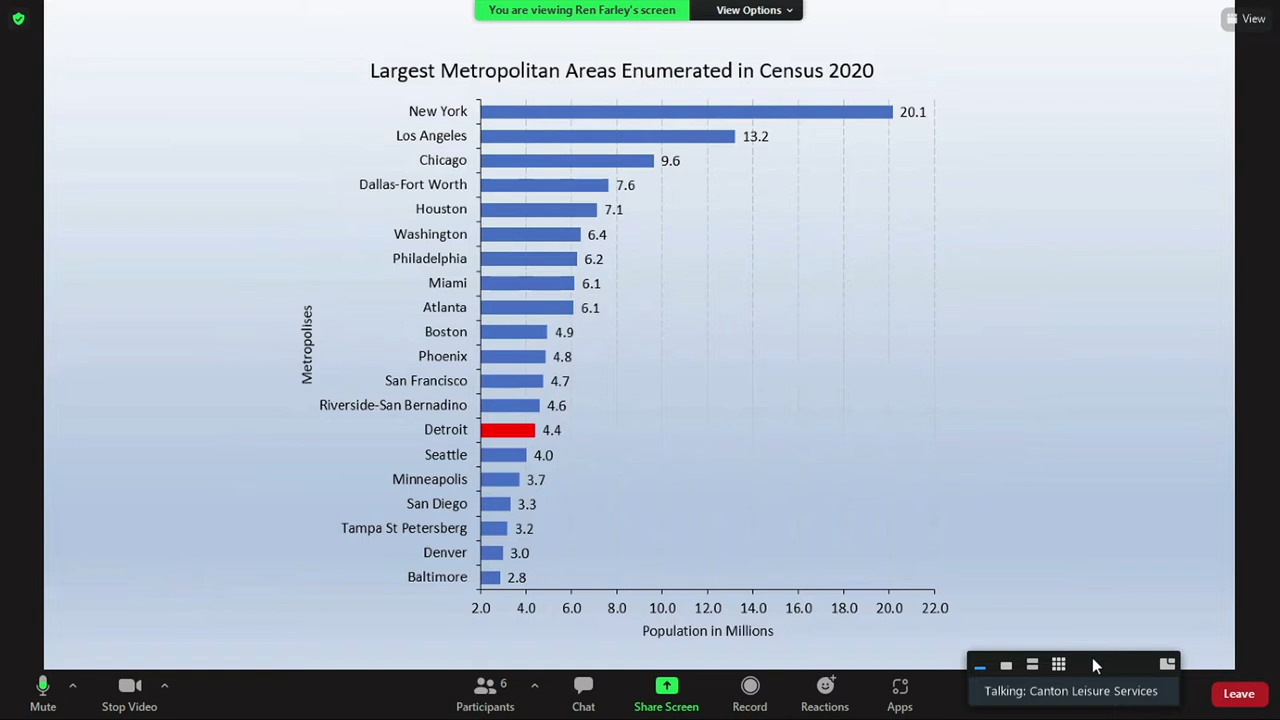 You are viewing Ren Farley's screen
View Options
View
Largest Metropolitan Areas Enumerated in Census 2020
New York 20.1
Los Angeles 13.2
Chicago 9.6
Dallas-Fort Worth 7.6
Houston 7.1
Washington 6.4
Philadelphia 6.2
Miami 6.1
Atlanta 6.1
Boston 4.9
Phoenix 4.8
San Francisco 4.7
Riverside-San Bernadino 4.6
Detroit 4.4
Seattle 4.0
Minneapolis 3.7
San Diego 3.3
Tampa St Petersberg 3.2
Denver 3.0
Baltimore 2.8
Metropolises
2.0 4.0 6.0 8.0 10.0 12.0 14.0 16.0 18.0 20.0 22.0
Population in Millions
Talking: Canton Leisure Services
Mute
Stop Video
6
Participants
Chat
Share Screen
Record
Reactions
Apps
Leave